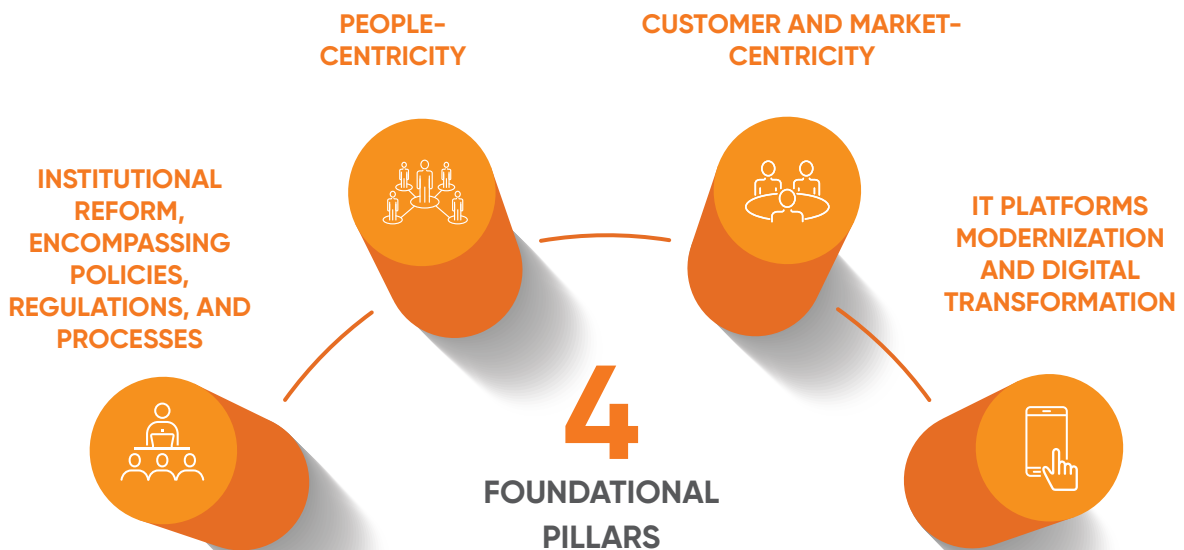 PEOPLE-
CENTRICITY
CUSTOMER AND MARKET-
CENTRICITY
INSTITUTIONAL
REFORM,
ENCOMPASSING
POLICIES,
REGULATIONS, AND
PROCESSES
IT PLATFORMS
MODERNIZATION
AND DIGITAL
TRANSFORMATION
4
FOUNDATIONAL
PILLARS